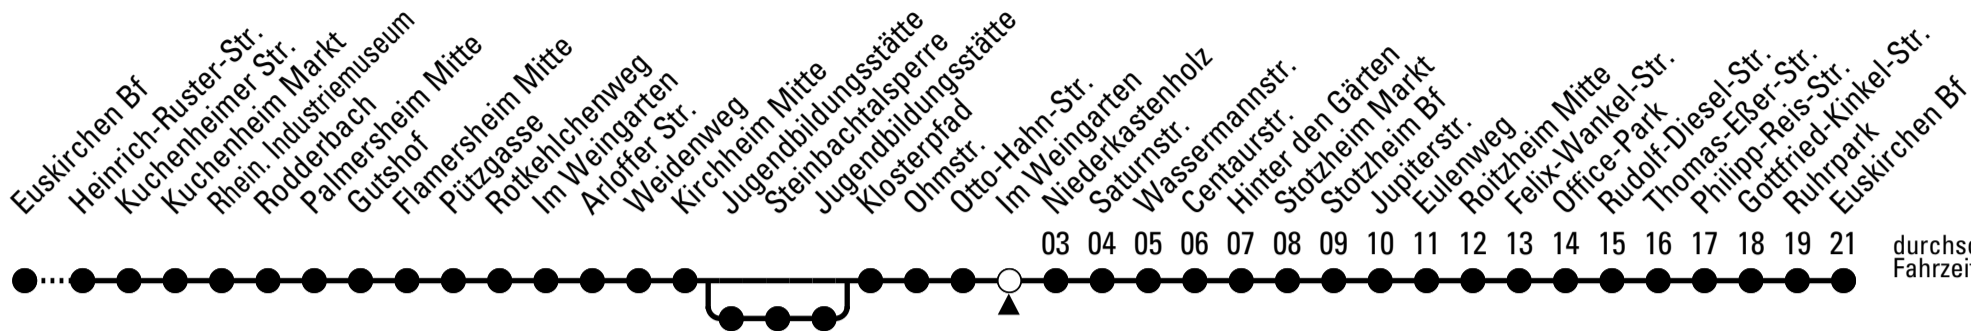 Euskirchen Bf
Heinrich-Ruster-Str.
Kuchenheimer Str.
Kuchenheim Markt
Rhein. Industriemuseum
Rodderbach
Palmersheim Mitte
Gutshof
Flamersheim Mitte
Pützgasse
Rotkehlchenweg
Im Weingarten
Arloffer Str.
Weidenweg
Kirchheim Mitte
Jugendbildungsstätte
Steinbachtalsperre
Jugendbildungsstätte
Klosterpfad
Ohmstr.
Otto-Hahn-Str.
Im Weingarten
Niederkastenholz
Saturnstr.
Wassermannstr.
Centaurstr.
Hinter den Gärten
Stotzheim Markt
Stotzheim Bf
Jupiterstr.
Eulenweg
Roitzheim Mitte
Felix-Wankel-Str.
Office-Park
Rudolf-Diesel-Str.
Thomas-Eßer-Str.
Philipp-Reis-Str.
Gottfried-Kinkel-Str.
Ruhrpark
Euskirchen Bf
03 04 05 06 07 08 09 10 11 12 13 14 15 16 17 18 19 21
durchsc
Fahrzeit